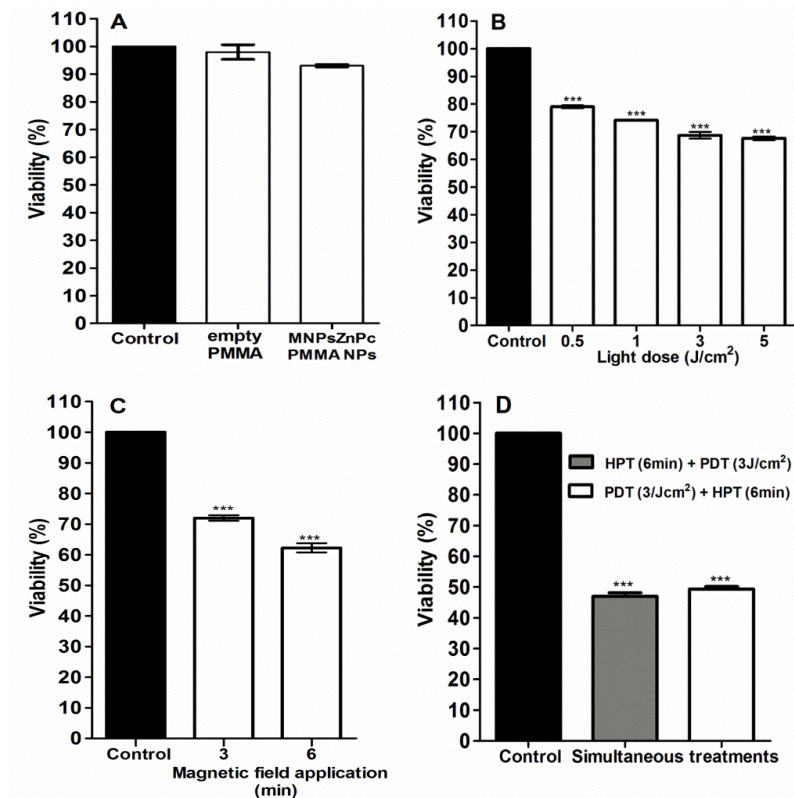 A
Viability (%)
110
100
90
80
70
60
50
40
30
20
10
0
Control
empty
PMMA
MNPsZnPc
PMMA NPs
B
Viability (%)
110
100
90
80
70
60
50
40
30
20
10
0
***
***
***
***
Control 0.5 1 3 5
Light dose (J/cm²)
C
Viability (%)
110
100
90
80
70
60
50
40
30
20
10
0
***
***
Control 3 6
Magnetic field application
(min)
D
Viability (%)
110
100
90
80
70
60
50
40
30
20
10
0
HPT (6min) + PDT (3J/cm²)
PDT (3/Jcm²) + HPT (6min)
***
***
Control Simultaneous treatments